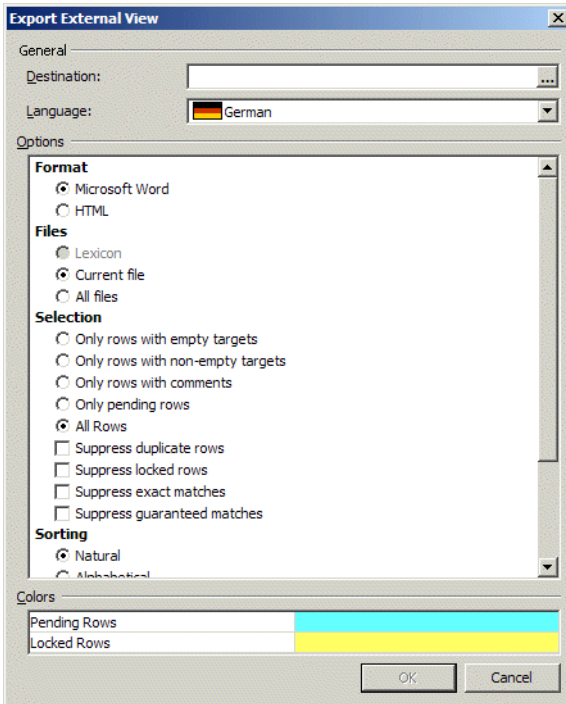 Export External View
General
Destination:
...
Language: German
Options
Format
Microsoft Word
HTML
Files
Lexicon
Current file
All files
Selection
Only rows with empty targets
Only rows with non-empty targets
Only rows with comments
Only pending rows
All Rows
Suppress duplicate rows
Suppress locked rows
Suppress exact matches
Suppress guaranteed matches
Sorting
Natural
Alphabetical
Colors
Pending Rows
Locked Rows
OK Cancel